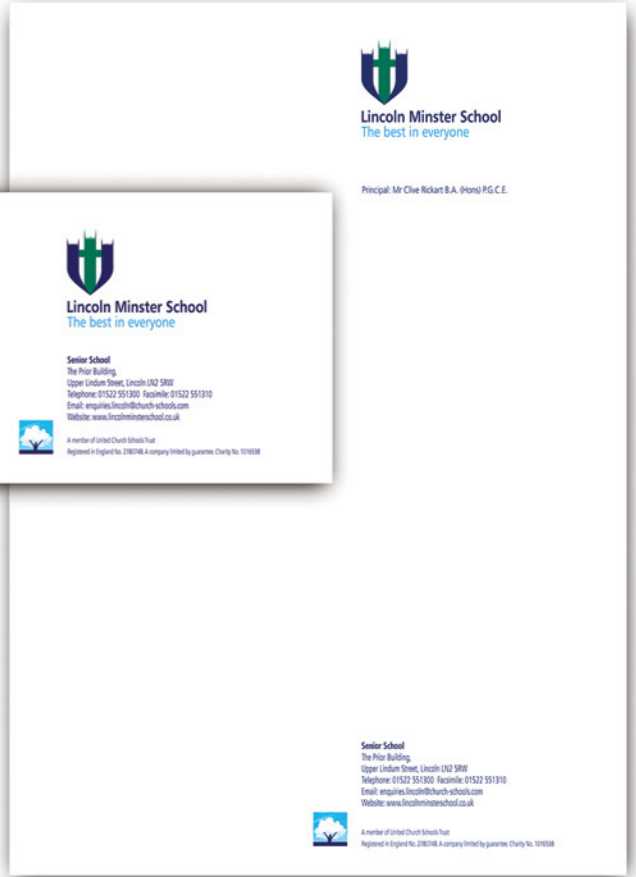 Lincoln Minster School
The best in everyone
Principal: Mr Clive Rickart B.A. (Hons) P.G.C.E.
Lincoln Minster School
The best in everyone
Senior School
The Prior Building,
Upper Lindum Street, Lincoln LN2 5RW
Telephone: 01522 551300 Facsimile: 01522 551310
Email: enquiries.lincoln@church-schools.com
Website: www.lincolnminsterschool.co.uk
A member of United Church Schools Trust
Registered in England No. 2780748. A company limited by guarantee. Charity No. 1016538
Senior School
The Prior Building,
Upper Lindum Street, Lincoln LN2 5RW
Telephone: 01522 551300 Facsimile: 01522 551310
Email: enquiries.lincoln@church-schools.com
Website: www.lincolnminsterschool.co.uk
A member of United Church Schools Trust
Registered in England No. 2780748. A company limited by guarantee. Charity No. 1016538